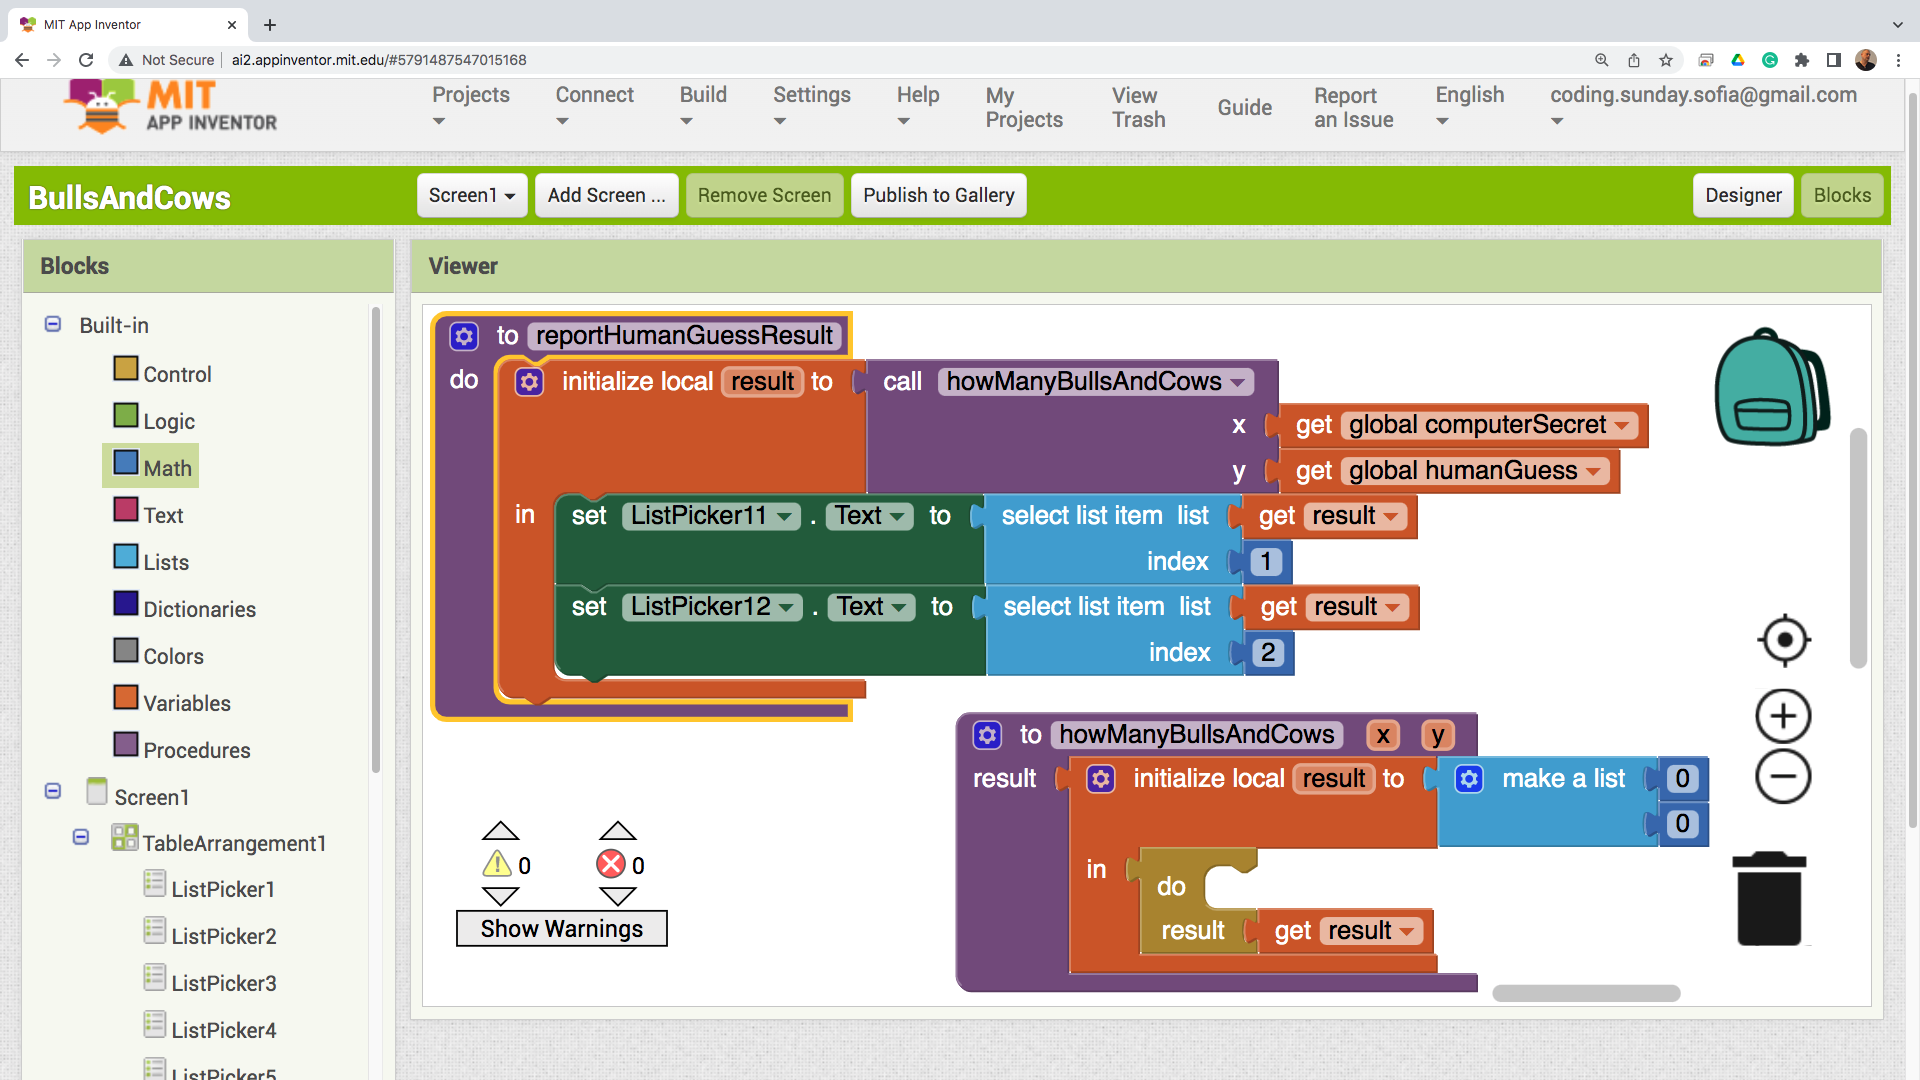 MIT App Inventor
Not Secure
ai2.appinventor.mit.edu/#5791487547015168
MIT
APP INVENTOR
Projects
Connect
Build
Settings
Help
My
Projects
View
Trash
Guide
Report
an Issue
English
coding.sunday.sofia@gmail.com
BullsAndCows
Screen1
Add Screen ...
Remove Screen
Publish to Gallery
Designer
Blocks
Blocks
Viewer
Built-in
Control
Logic
Math
Text
Lists
Dictionaries
Colors
Variables
Procedures
Screen1
TableArrangement1
ListPicker1
ListPicker2
ListPicker3
ListPicker4
ListPicker5
to reportHumanGuessResult
do initialize local result to call howManyBullsAndCows
x get global computerSecret
y get global humanGuess
in set ListPicker11 . Text to select list item list get result
index 1
set ListPicker12 . Text to select list item list get result
index 2
to howManyBullsAndCows x y
result initialize local result to make a list 0
0
in do
result get result
0 0
Show Warnings